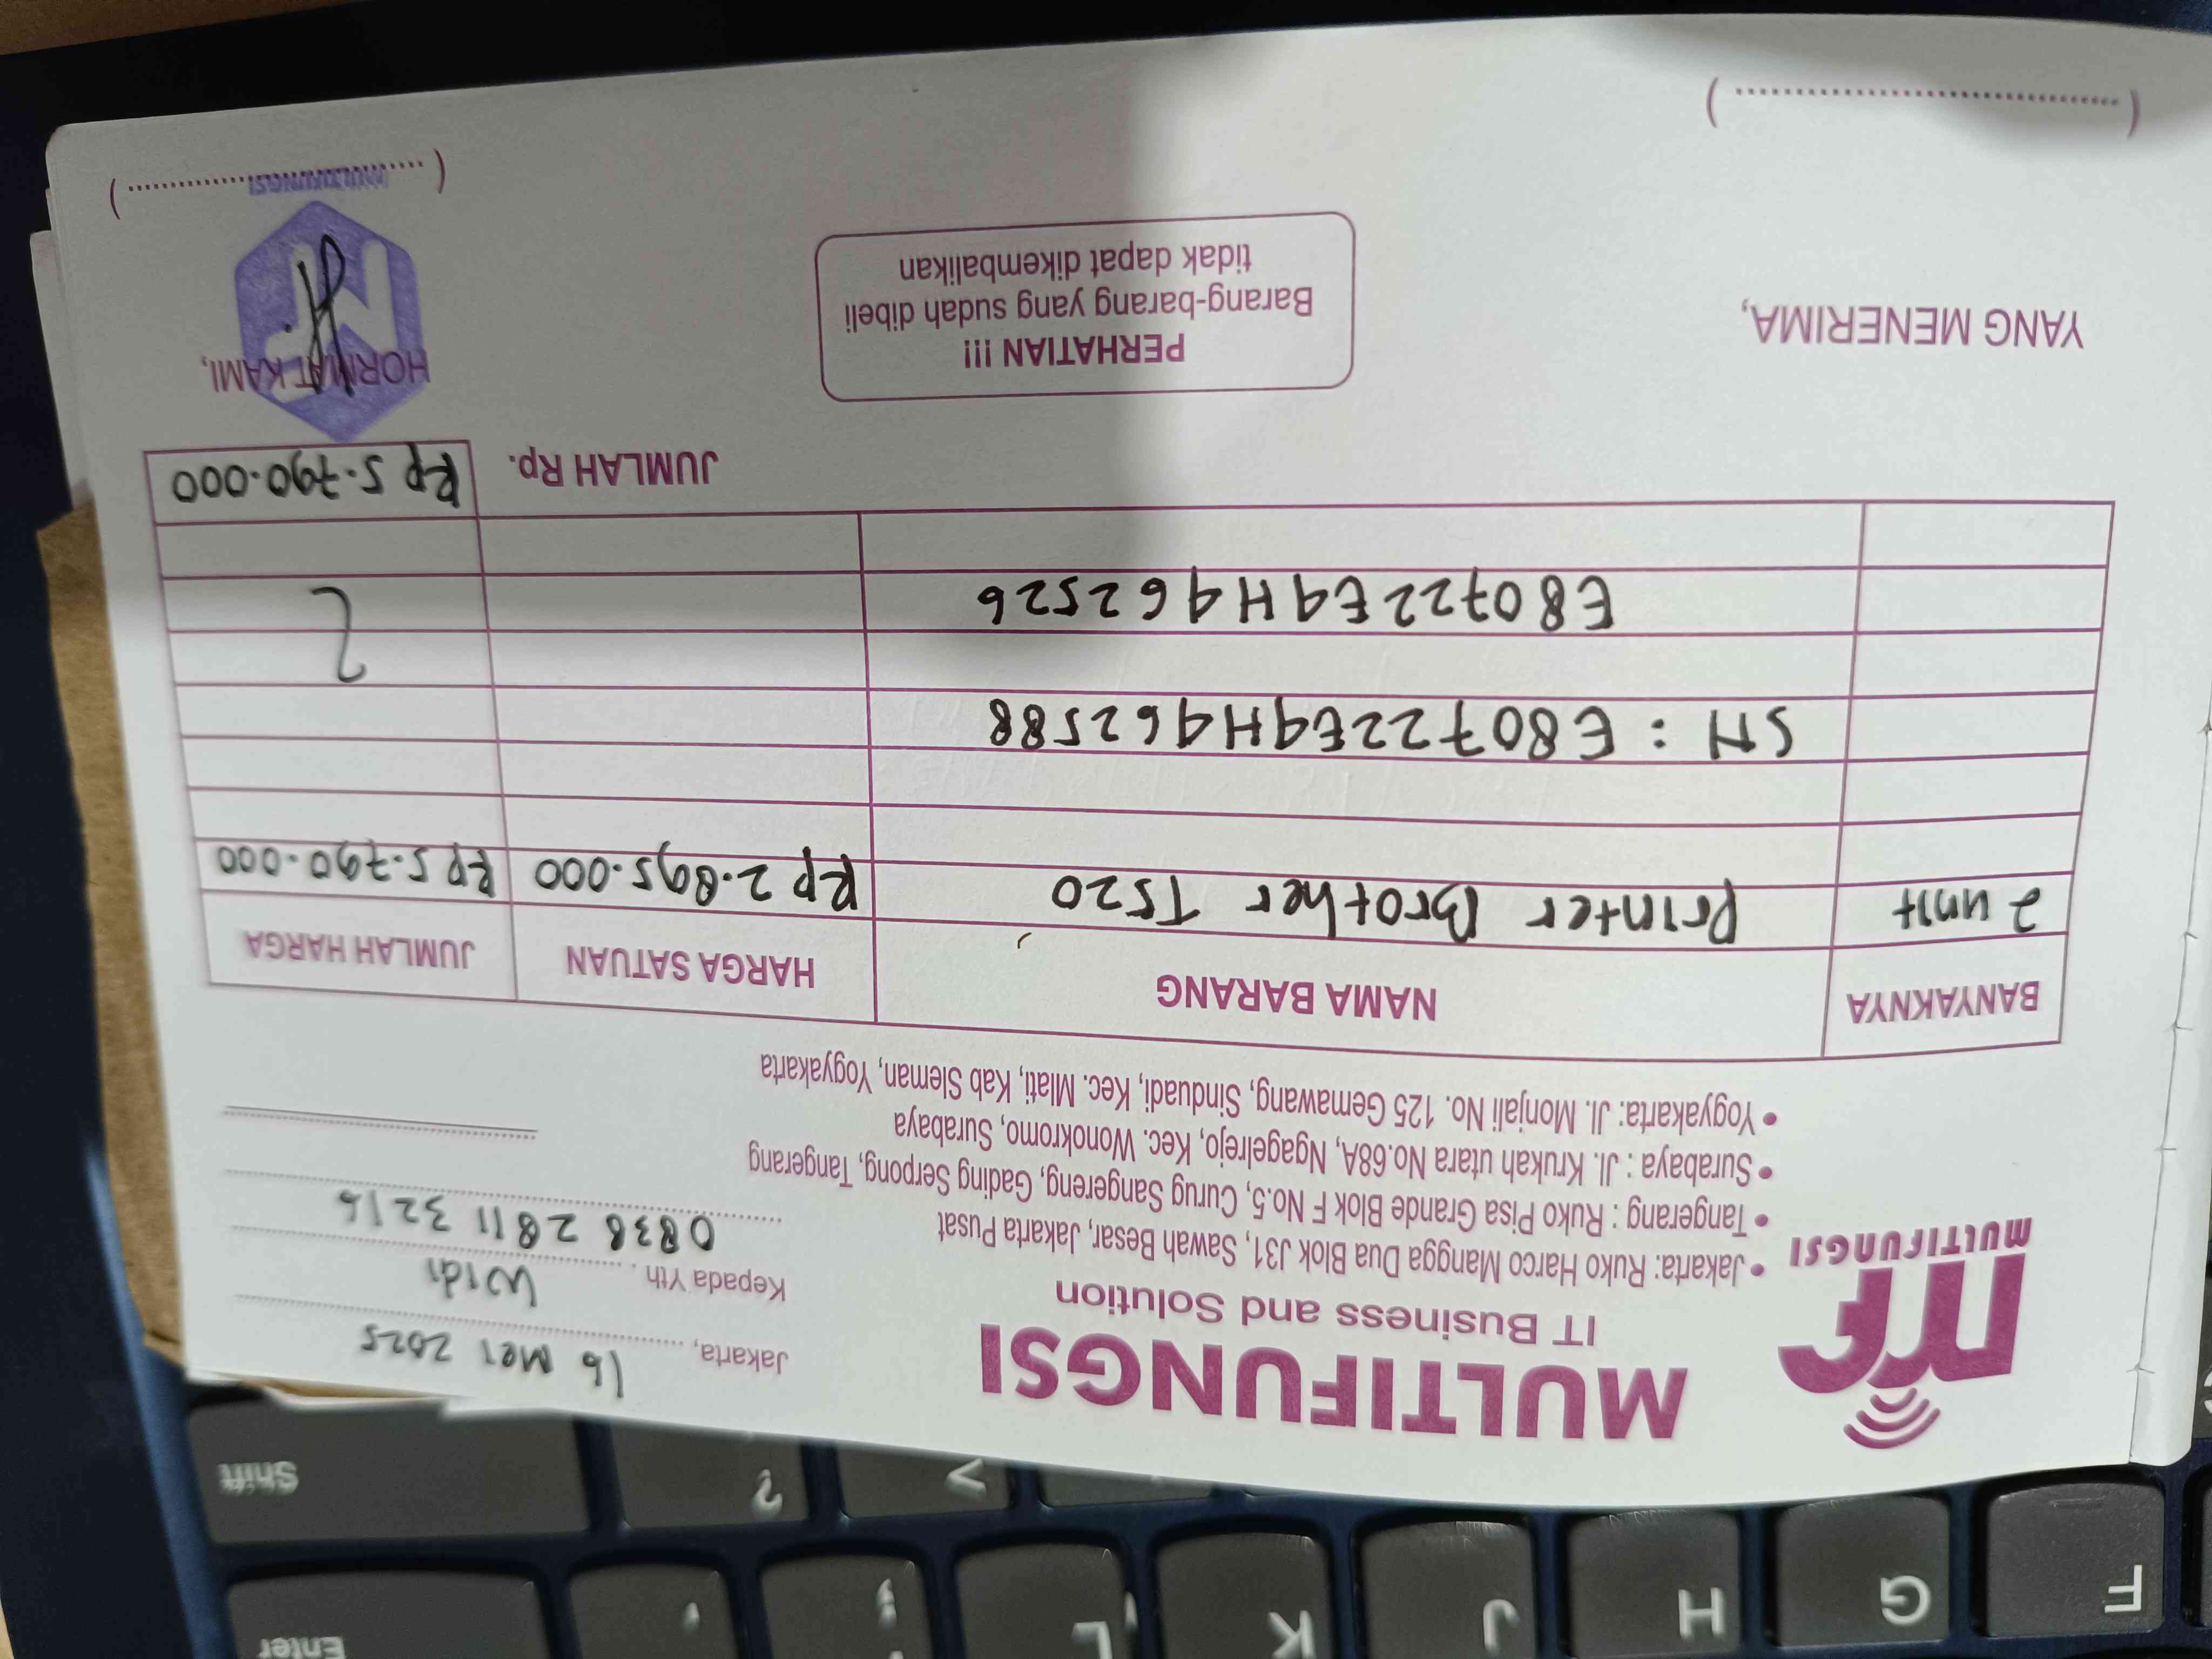 MULTIFUNGSI
IT Business and Solution
MULTIFUNGSI
• Jakarta: Ruko Harco Mangga Dua Blok J31, Sawah Besar, Jakarta Pusat
• Tangerang : Ruko Pisa Grande Blok F No.5, Curug Sangereng, Gading Serpong, Tangerang
• Surabaya : Jl. Krukah utara No.68A, Ngagelrejo, Kec. Wonokromo, Surabaya
• Yogyakarta: Jl. Monjali No. 125 Gemawang, Sinduadi, Kec. Mlati, Kab Sleman, Yogyakarta
Jakarta, 16 Mei 2025
Kepada Yth. Widi
0838 2811 3216
BANYAKNYA NAMA BARANG HARGA SATUAN JUMLAH HARGA
2 unit Printer Brother T520 Rp 2.895.000 Rp 5.790.000
SN : E80722E4H462588
E80722E4H462526
JUMLAH Rp. Rp 5.790.000
YANG MENERIMA,
PERHATIAN !!!
Barang-barang yang sudah dibeli
tidak dapat dikembalikan
HORMAT KAMI,
MULTIFUNGSI
Shift
?
>
Enter
L
K
J
H
G
F